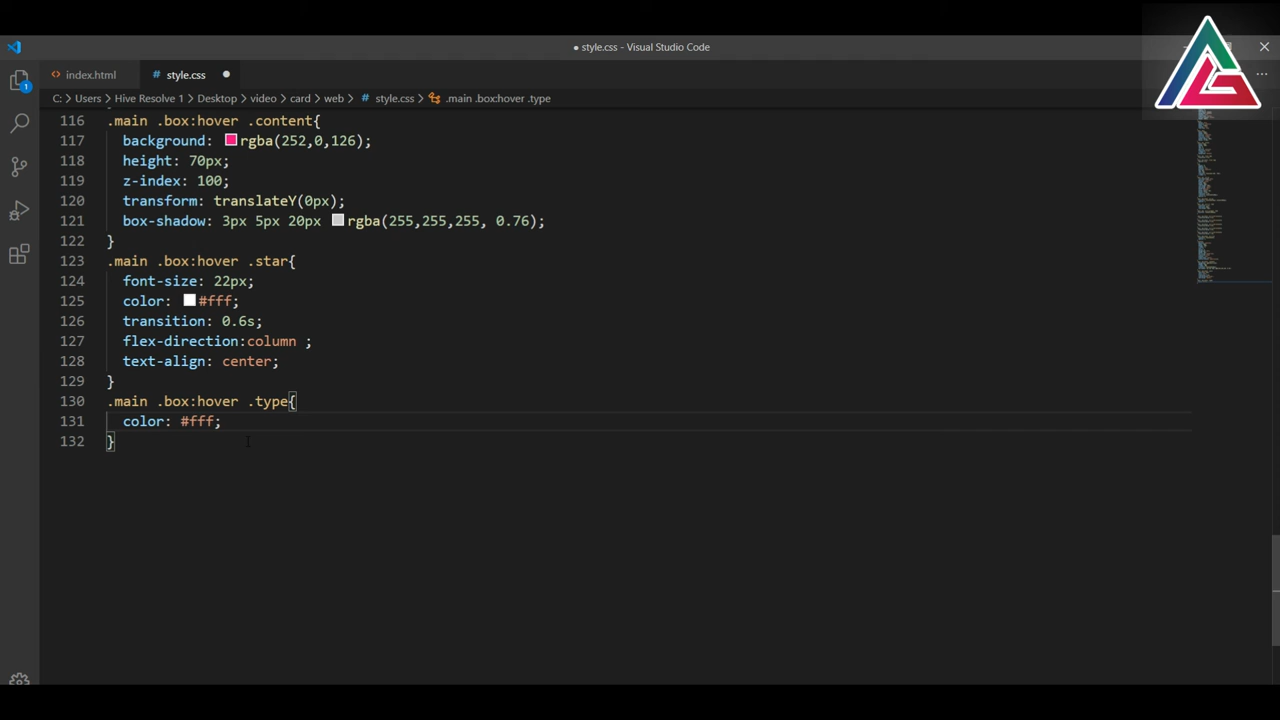 ● style.css - Visual Studio Code
index.html
style.css
C: > Users > Hive Resolve 1 > Desktop > video > card > web > style.css > .main .box:hover .type
116 .main .box:hover .content{
117 background: rgba(252,0,126);
118 height: 70px;
119 z-index: 100;
120 transform: translateY(0px);
121 box-shadow: 3px 5px 20px rgba(255,255,255, 0.76);
122 }
123 .main .box:hover .star{
124 font-size: 22px;
125 color: #fff;
126 transition: 0.6s;
127 flex-direction:column ;
128 text-align: center;
129 }
130 .main .box:hover .type{
131 color: #fff;
132 }
1